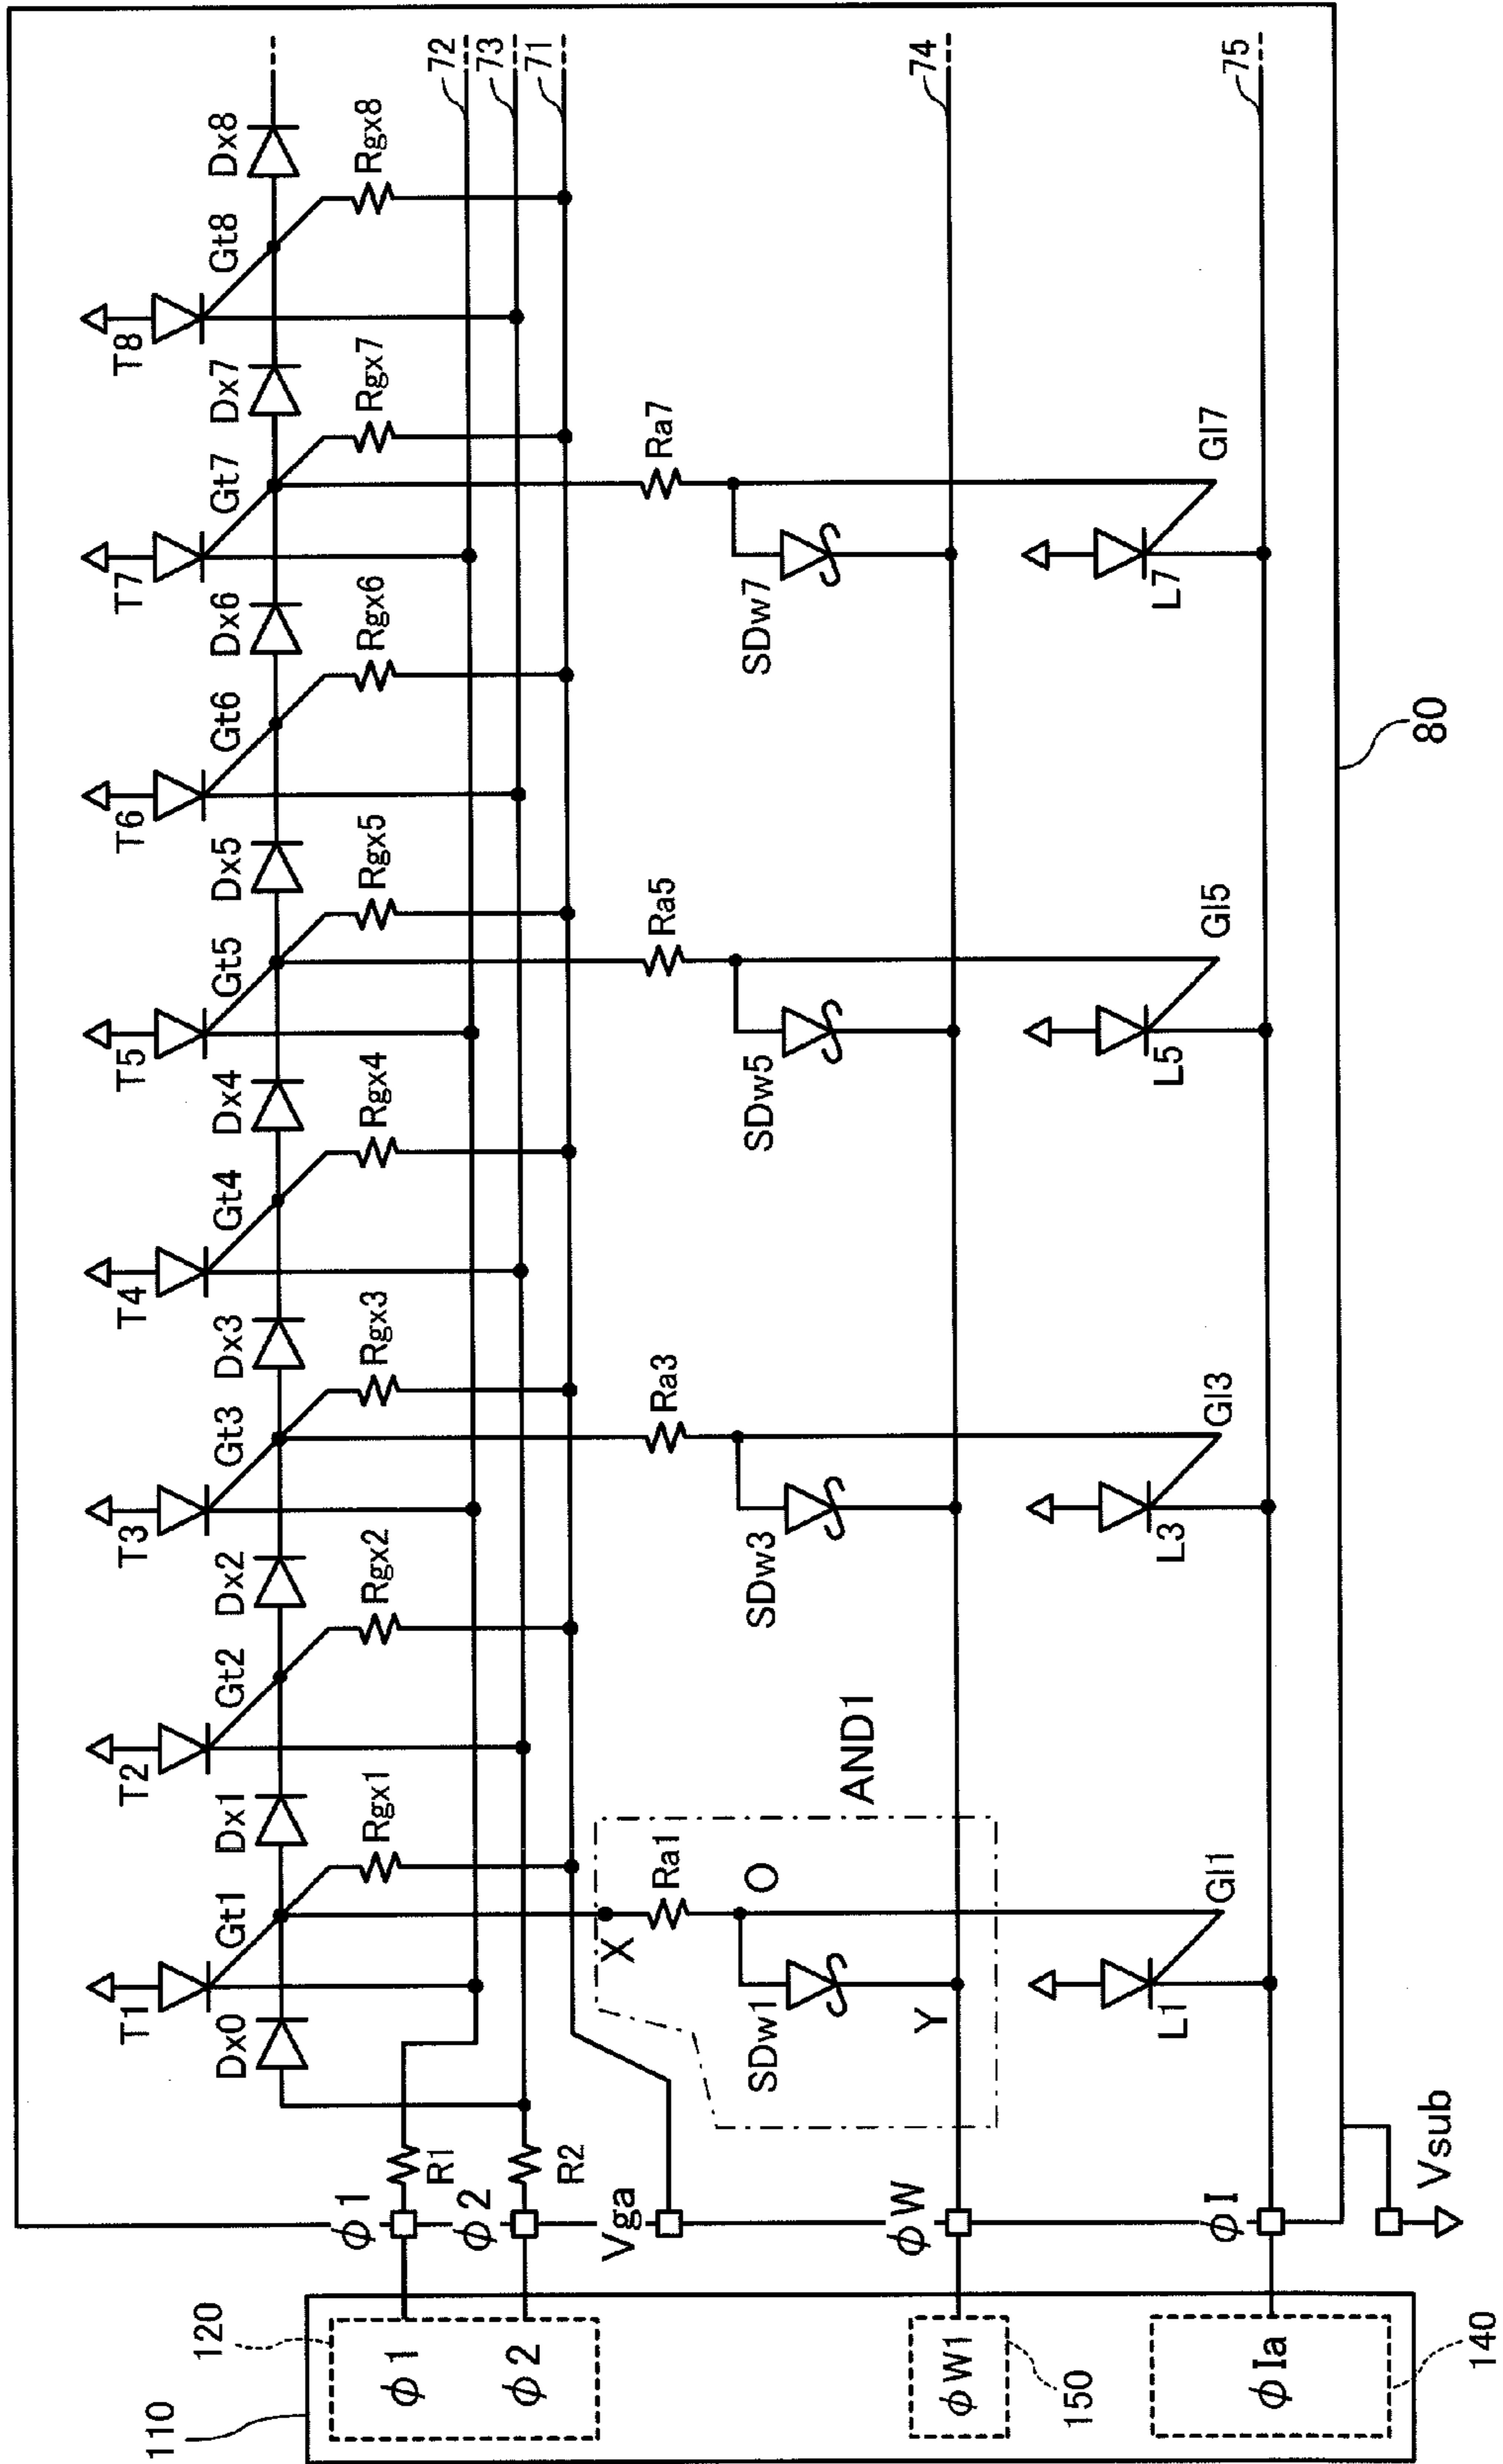 110
120
φ1
φ2
φW1
150
φIa
140
φ1
φ2
Vga
φW
φI
Vsub
R1
R2
80
T1
T2
T3
T4
T5
T6
T7
T8
Gt1
Gt2
Gt3
Gt4
Gt5
Gt6
Gt7
Gt8
Dx0
Dx1
Dx2
Dx3
Dx4
Dx5
Dx6
Dx7
Dx8
Rgx1
Rgx2
Rgx3
Rgx4
Rgx5
Rgx6
Rgx7
Rgx8
72
73
71
X
Ra1
O
AND1
Ra3
Ra5
Ra7
SDw1
Y
SDw3
SDw5
SDw7
74
L1
Gl1
L3
Gl3
L5
Gl5
L7
Gl7
75